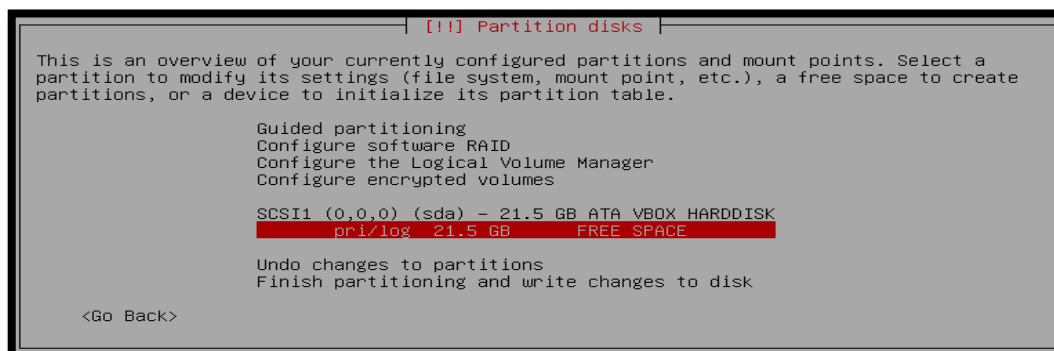 [!!] Partition disks
This is an overview of your currently configured partitions and mount points. Select a
partition to modify its settings (file system, mount point, etc.), a free space to create
partitions, or a device to initialize its partition table.
Guided partitioning
Configure software RAID
Configure the Logical Volume Manager
Configure encrypted volumes
SCSI1 (0,0,0) (sda) - 21.5 GB ATA VBOX HARDDISK
pri/log 21.5 GB FREE SPACE
Undo changes to partitions
Finish partitioning and write changes to disk
<Go Back>